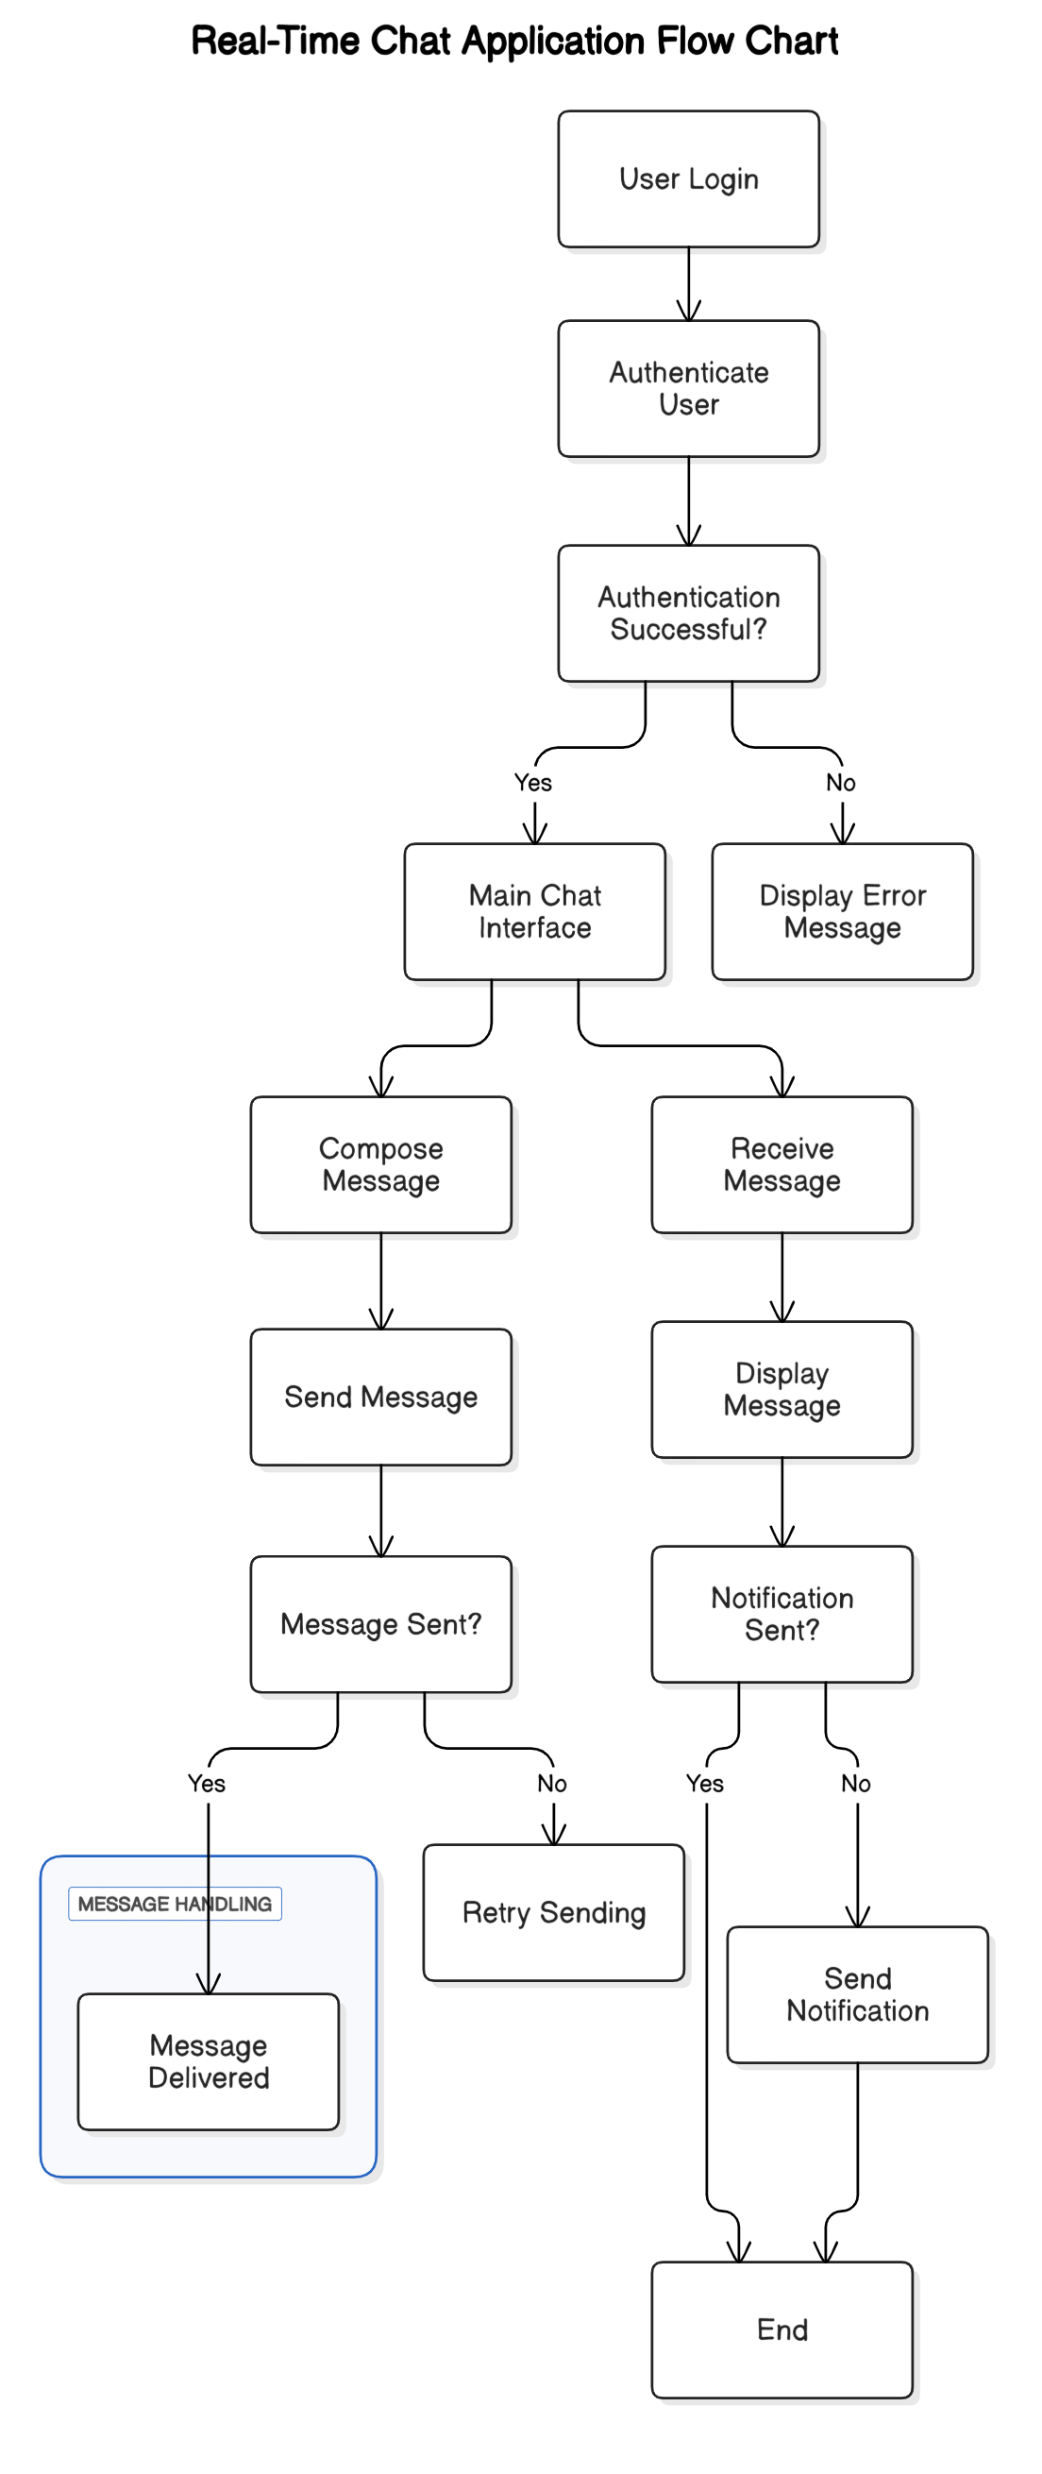 Real-Time Chat Application Flow Chart
User Login
Authenticate
User
Authentication
Successful?
Yes
No
Main Chat
Interface
Display Error
Message
Compose
Message
Receive
Message
Send Message
Display
Message
Message Sent?
Notification
Sent?
Yes
No
Yes
No
MESSAGE HANDLING
Retry Sending
Send
Notification
Message
Delivered
End